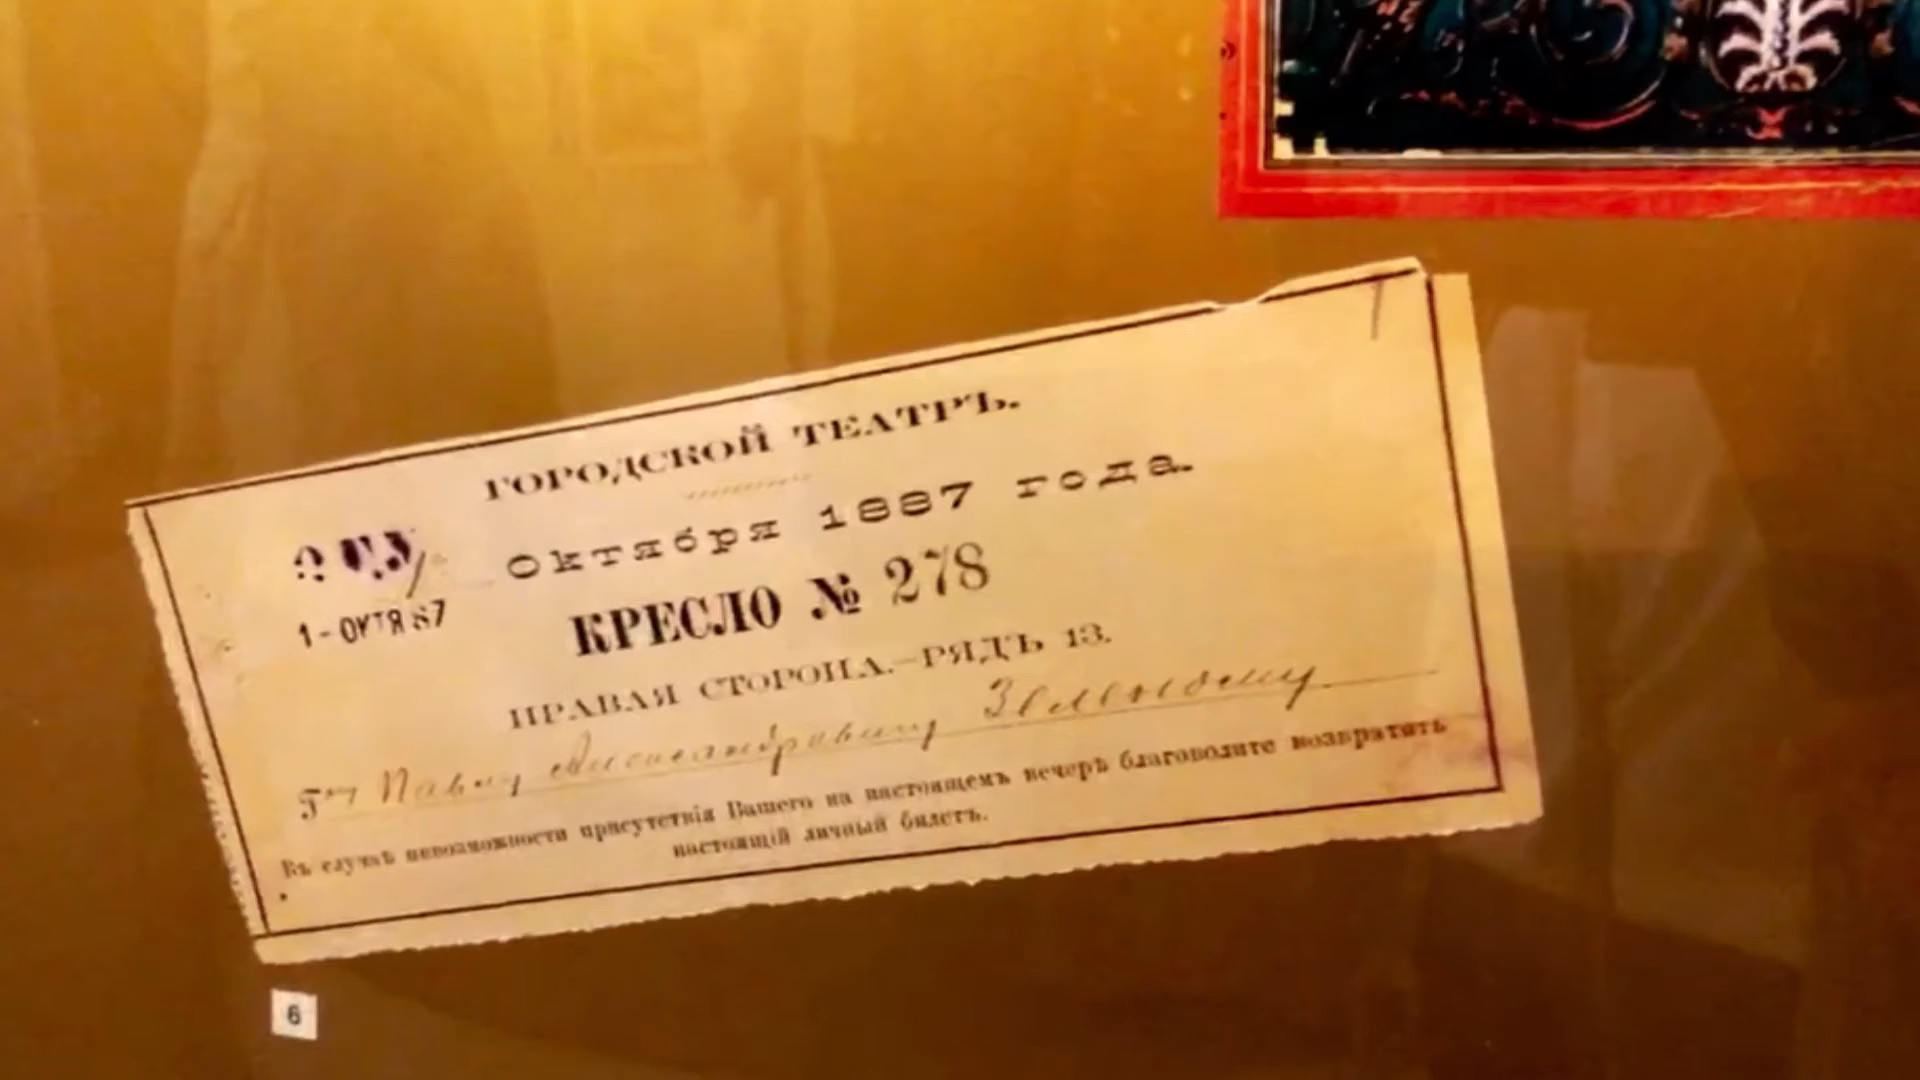 ГОРОДСКОЙ ТЕАТРЪ.
Октября 1887 года.
1-ОКТЯ 87
КРЕСЛО № 278
ПРАВАЯ СТОРОНА.—РЯДЪ 13.
Гну Павлу Александровичу
Въ случаѣ невозможности присутствія Вашего на настоящемъ вечерѣ благоволите возвратить
настоящій личный билетъ.
6